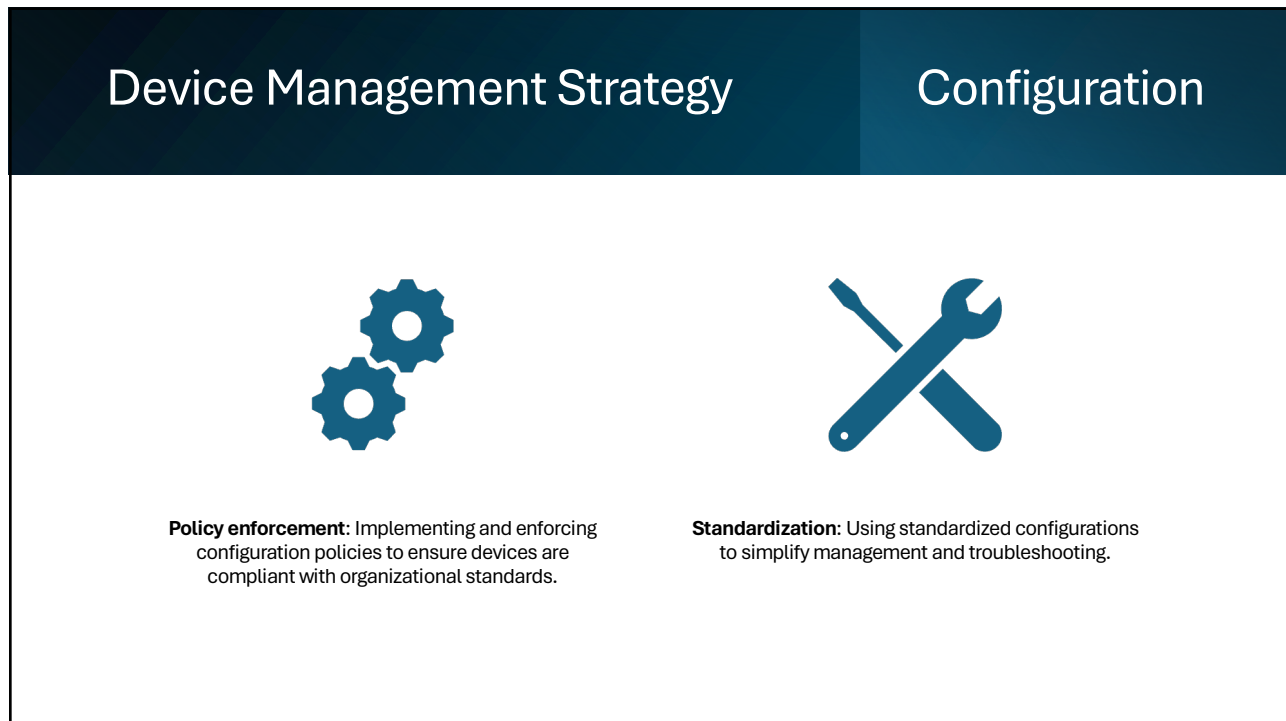 Device Management Strategy
Configuration
Policy enforcement: Implementing and enforcing
configuration policies to ensure devices are
compliant with organizational standards.
Standardization: Using standardized configurations
to simplify management and troubleshooting.